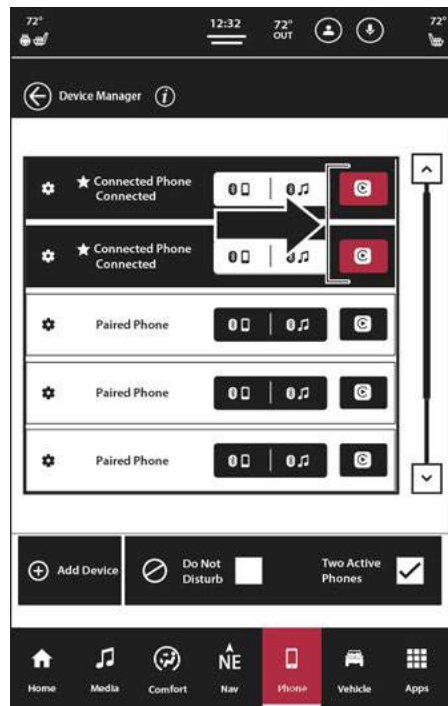 72°
12:32
72°
OUT
72°
Device Manager
Connected Phone
Connected
Connected Phone
Connected
Paired Phone
Paired Phone
Paired Phone
Add Device
Do Not
Disturb
Two Active
Phones
NE
Home
Media
Comfort
Nav
Phone
Vehicle
Apps